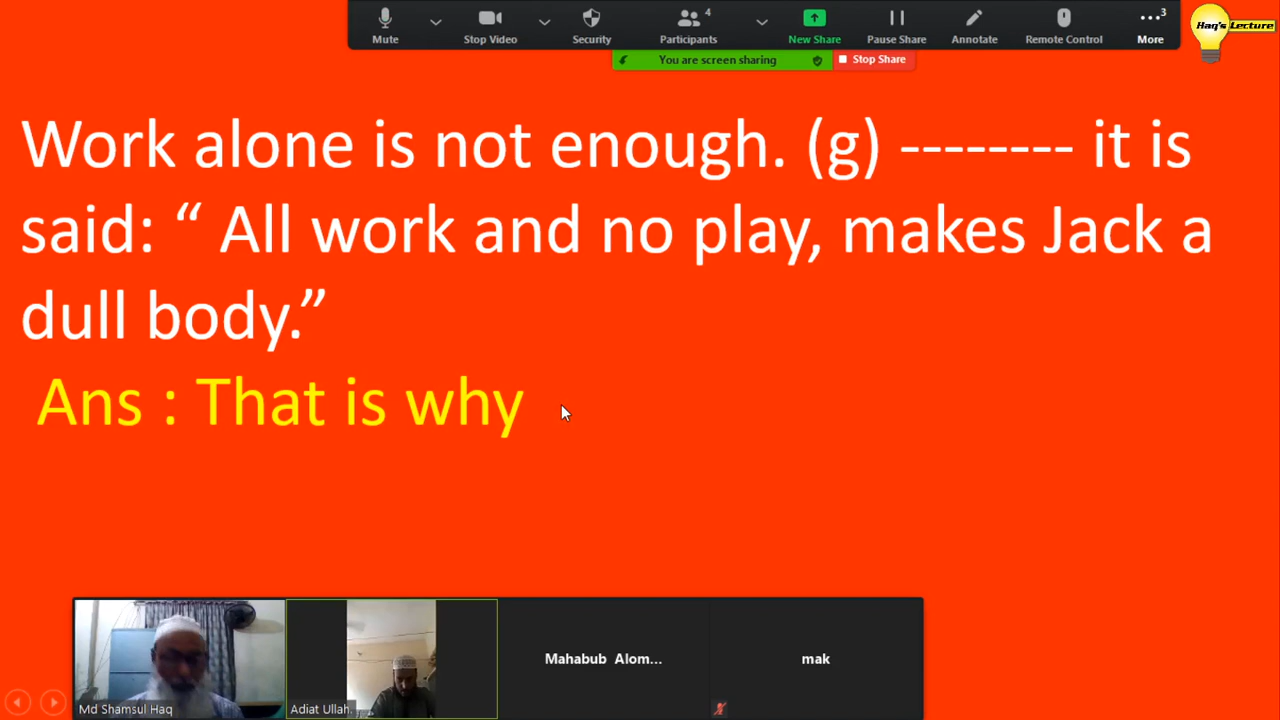 Mute
Stop Video
Security
Participants
4
New Share
Pause Share
Annotate
Remote Control
More
3
Haq's Lecture
You are screen sharing
Stop Share
Work alone is not enough. (g) -------- it is
said: “ All work and no play, makes Jack a
dull body.”
Ans : That is why
Md Shamsul Haq
Adiat Ullah.
Mahabub Alom...
mak